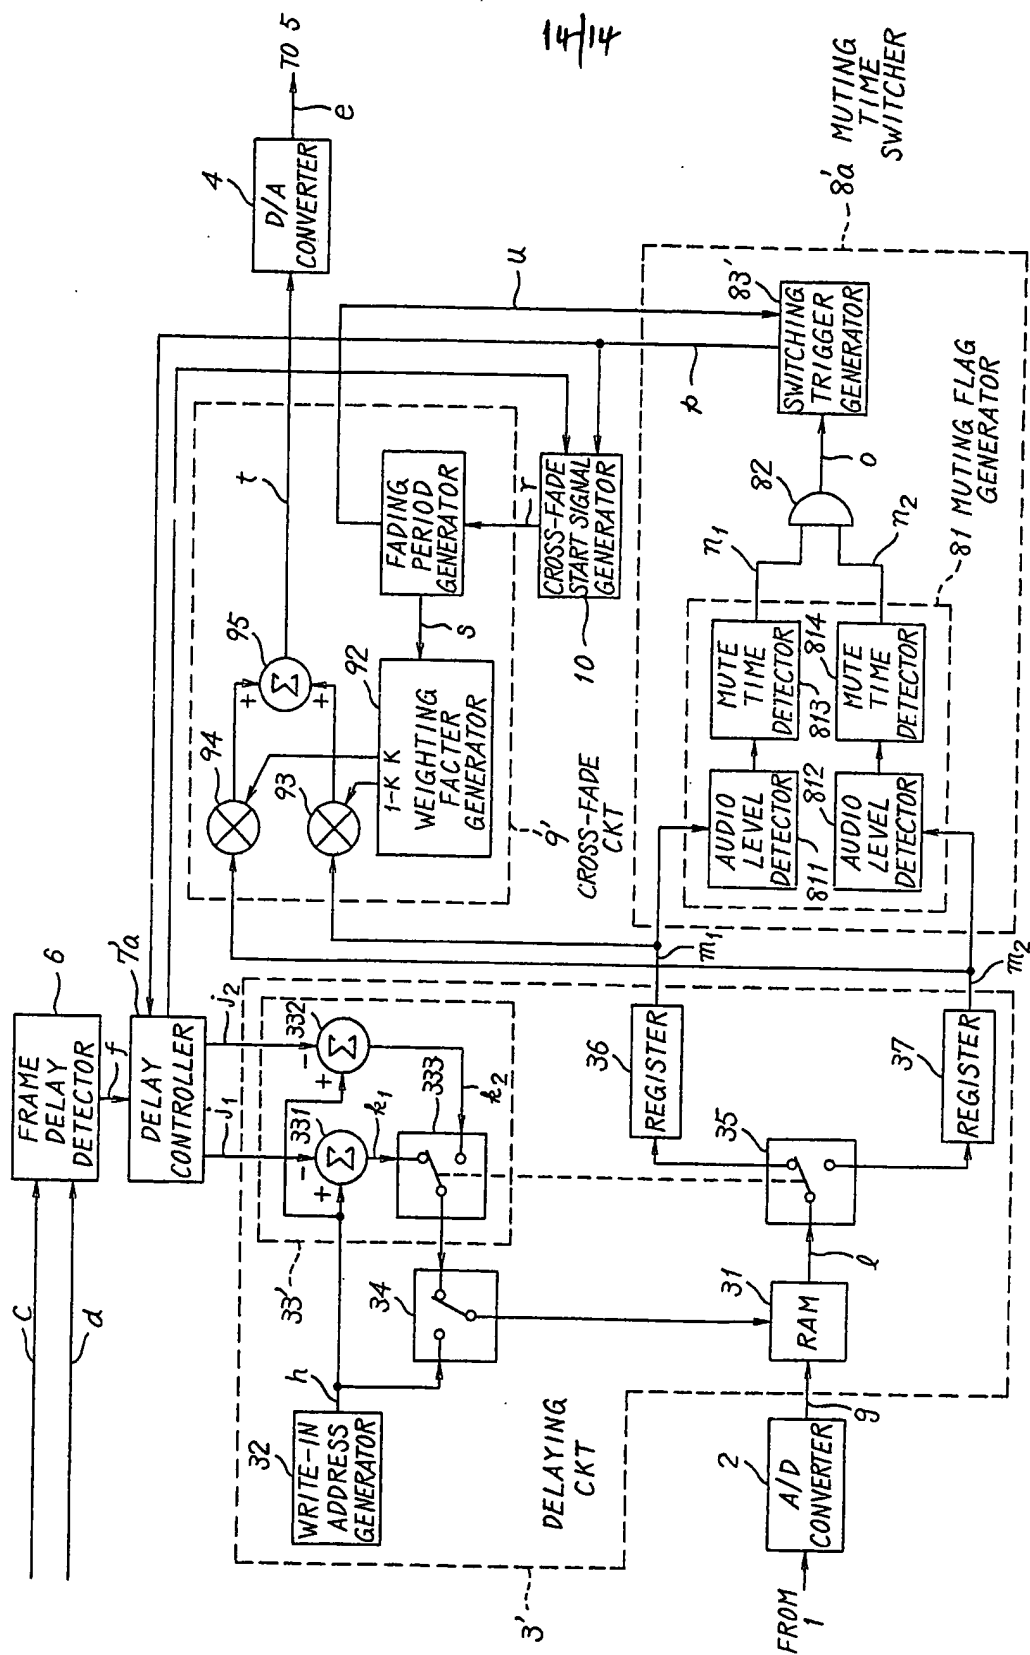 14/14
C
d
FRAME
DELAY
DETECTOR
6
f
DELAY
CONTROLLER
7'a
j1
j2
D/A
CONVERTER
4
e
TO 5
t
95
Σ
+
+
94
93
92
1-K K
WEIGHTING
FACTER
GENERATOR
s
FADING
PERIOD
GENERATOR
r
CROSS-FADE
START SIGNAL
GENERATOR
10
9'
CROSS-FADE
CKT
u
p
32
WRITE-IN
ADDRESS
GENERATOR
h
33'
331
Σ
-
+
332
Σ
-
+
k1
k2
333
34
DELAYING
CKT
3'
FROM
1
2
A/D
CONVERTER
g
31
RAM
l
35
36
REGISTER
37
REGISTER
m1
m2
AUDIO
LEVEL
DETECTOR
811
AUDIO
LEVEL
DETECTOR
812
MUTE
TIME
DETECTOR
813
MUTE
TIME
DETECTOR
814
n1
n2
82
o
83'
SWITCHING
TRIGGER
GENERATOR
81 MUTING FLAG
GENERATOR
8'a MUTING
TIME
SWITCHER